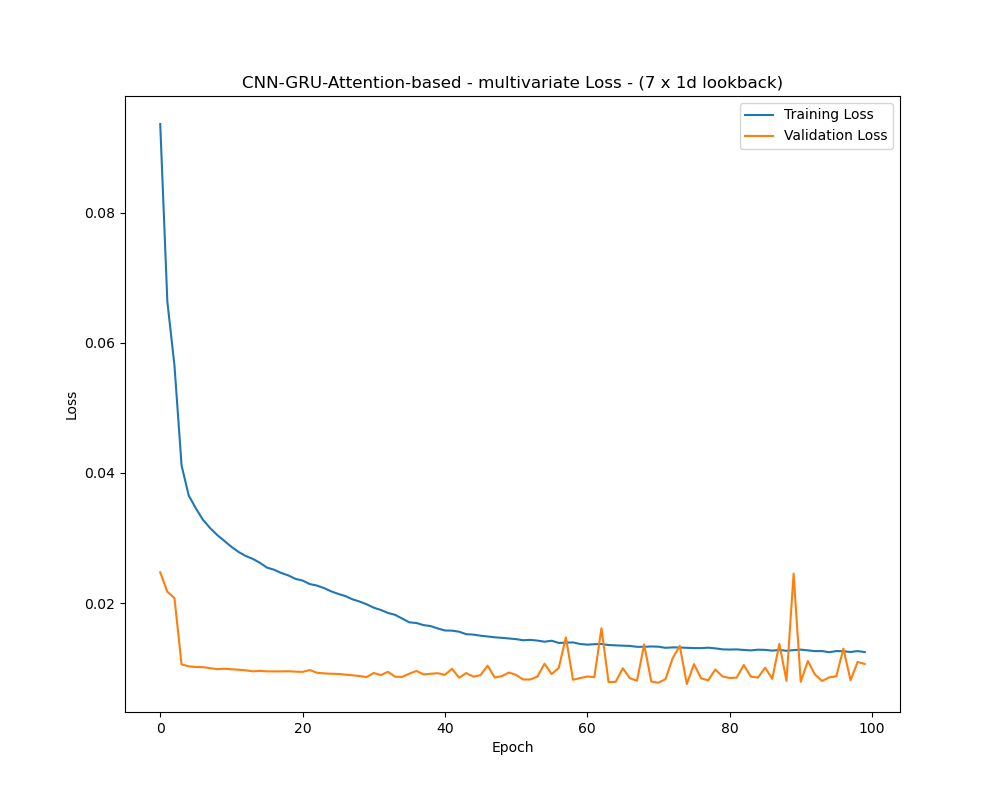 CNN-GRU-Attention-based - multivariate Loss - (7 x 1d lookback)
Training Loss
Validation Loss
0.08
0.06
0.04
0.02
Loss
0 20 40 60 80 100
Epoch